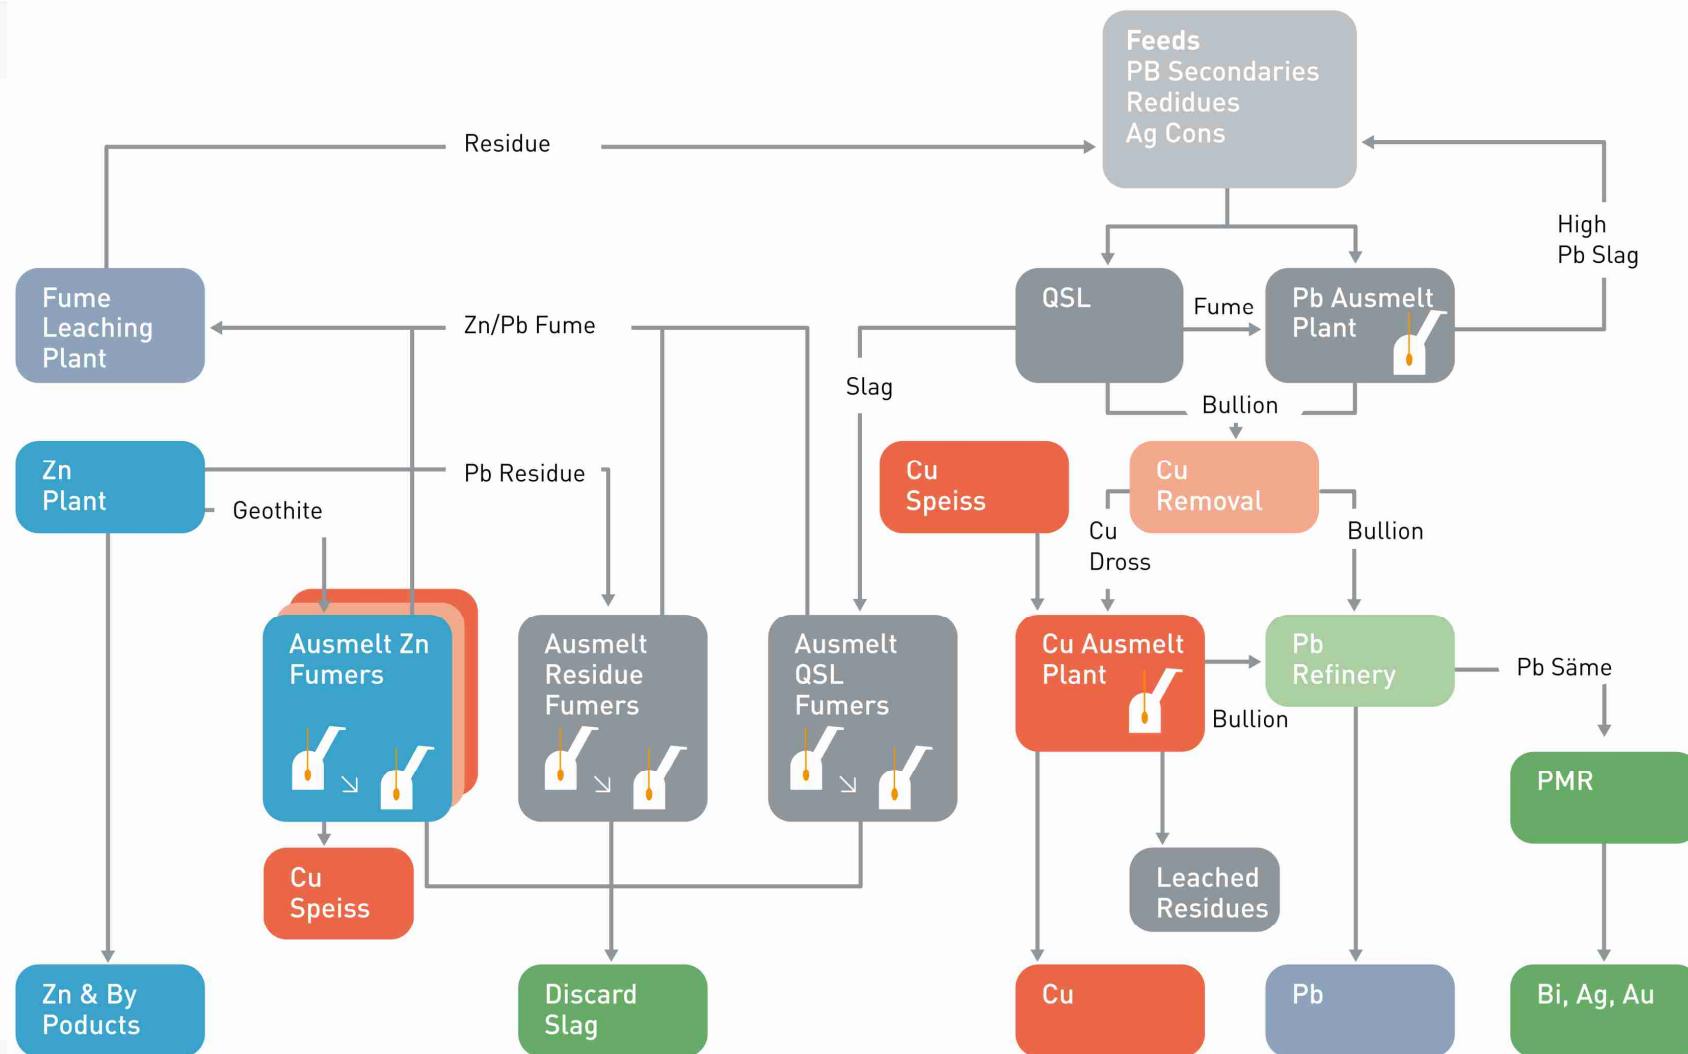 Feeds
PB Secondaries
Redidues
Ag Cons
Residue
High
Pb Slag
Fume
Leaching
Plant
Zn/Pb Fume
QSL
Fume
Pb Ausmelt
Plant
Slag
Bullion
Zn
Plant
Pb Residue
Geothite
Cu
Speiss
Cu
Removal
Cu
Dross
Bullion
Ausmelt Zn
Fumers
Ausmelt
Residue
Fumers
Ausmelt
QSL
Fumers
Cu Ausmelt
Plant
Bullion
Pb
Refinery
Pb Säme
PMR
Cu
Speiss
Leached
Residues
Zn & By
Poducts
Discard
Slag
Cu
Pb
Bi, Ag, Au